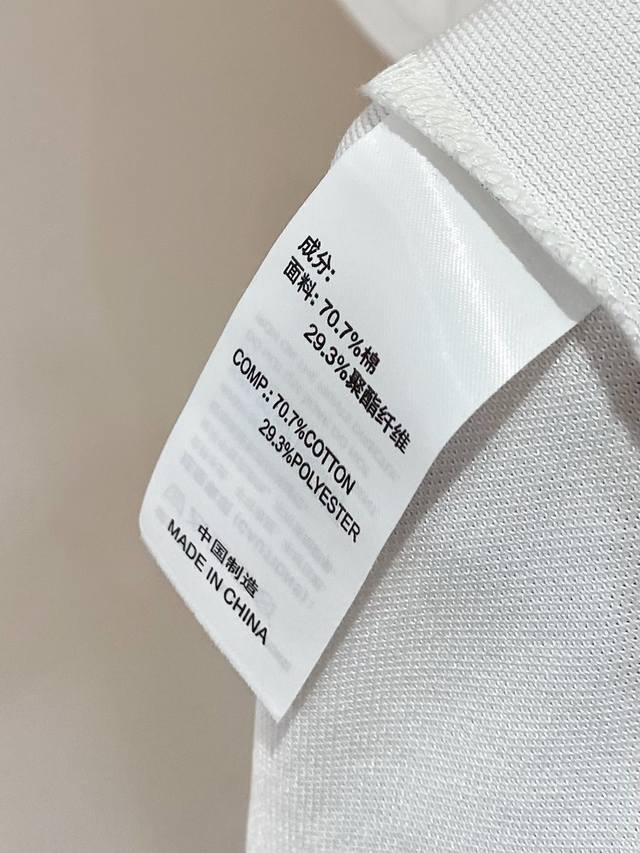 成分:
面料: 70.7%棉
29.3%聚酯纤维
COMP.: 70.7%COTTON
29.3%POLYESTER
中国制造
MADE IN CHINA